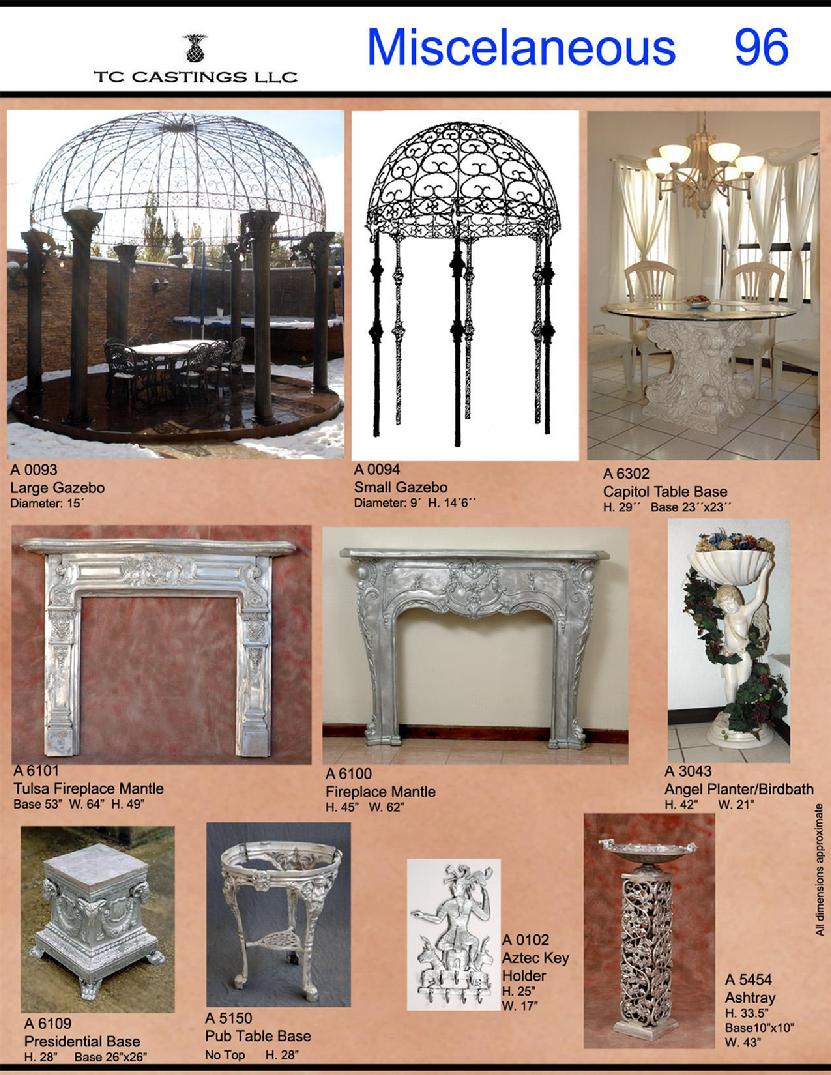 TC CASTINGS LLC
Miscelaneous 96
A 0093
Large Gazebo
Diameter: 15´
A 0094
Small Gazebo
Diameter: 9´ H. 14´6´´
A 6302
Capitol Table Base
H. 29´´ Base 23´´x23´´
A 6101
Tulsa Fireplace Mantle
Base 53” W. 64” H. 49”
A 6100
Fireplace Mantle
H. 45” W. 62”
A 3043
Angel Planter/Birdbath
H. 42” W. 21"
All dimensions approximate
A 6109
Presidential Base
H. 28” Base 26”x26”
A 5150
Pub Table Base
No Top H. 28”
A 0102
Aztec Key
Holder
H. 25”
W. 17”
A 5454
Ashtray
H. 33.5”
Base10”x10”
W. 43”